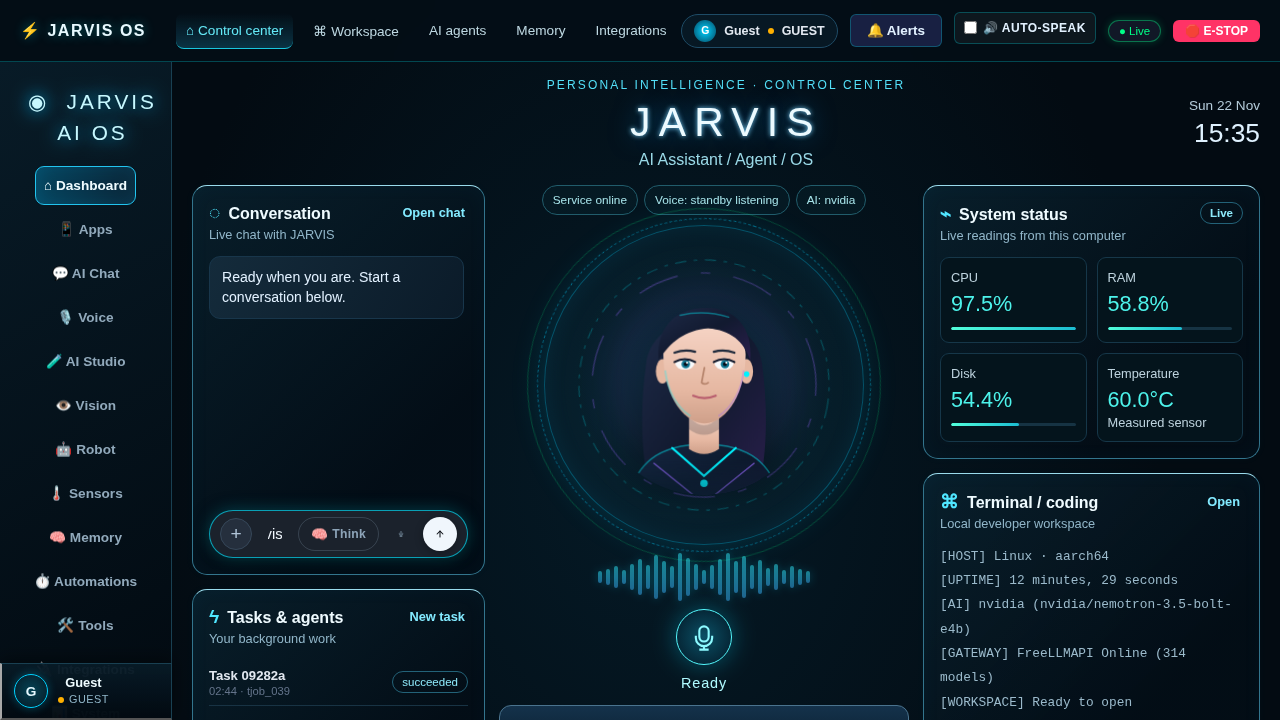 ⚡ JARVIS OS
⌂ Control center
⌘ Workspace
AI agents
Memory
Integrations
G Guest • GUEST
🔔 Alerts
🔊 AUTO-SPEAK
● Live
E-STOP
◉ JARVIS
AI OS
⌂ Dashboard
📱 Apps
💬 AI Chat
🎙️ Voice
🧪 AI Studio
👁️ Vision
🤖 Robot
🌡️ Sensors
🧠 Memory
⏱️ Automations
🛠️ Tools
Integrations
G Guest
GUEST
PERSONAL INTELLIGENCE · CONTROL CENTER
JARVIS
AI Assistant / Agent / OS
Sun 22 Nov
15:35
Conversation
Open chat
Live chat with JARVIS
Ready when you are. Start a
conversation below.
+
vis
🧠 Think
↑
ϟ Tasks & agents
New task
Your background work
Task 09282a
02:44 · tjob_039
succeeded
Service online
Voice: standby listening
AI: nvidia
Ready
⌁ System status
Live
Live readings from this computer
CPU
97.5%
RAM
58.8%
Disk
54.4%
Temperature
60.0°C
Measured sensor
⌘ Terminal / coding
Open
Local developer workspace
[HOST] Linux · aarch64
[UPTIME] 12 minutes, 29 seconds
[AI] nvidia (nvidia/nemotron-3.5-bolt-
e4b)
[GATEWAY] FreeLLMAPI Online (314
models)
[WORKSPACE] Ready to open